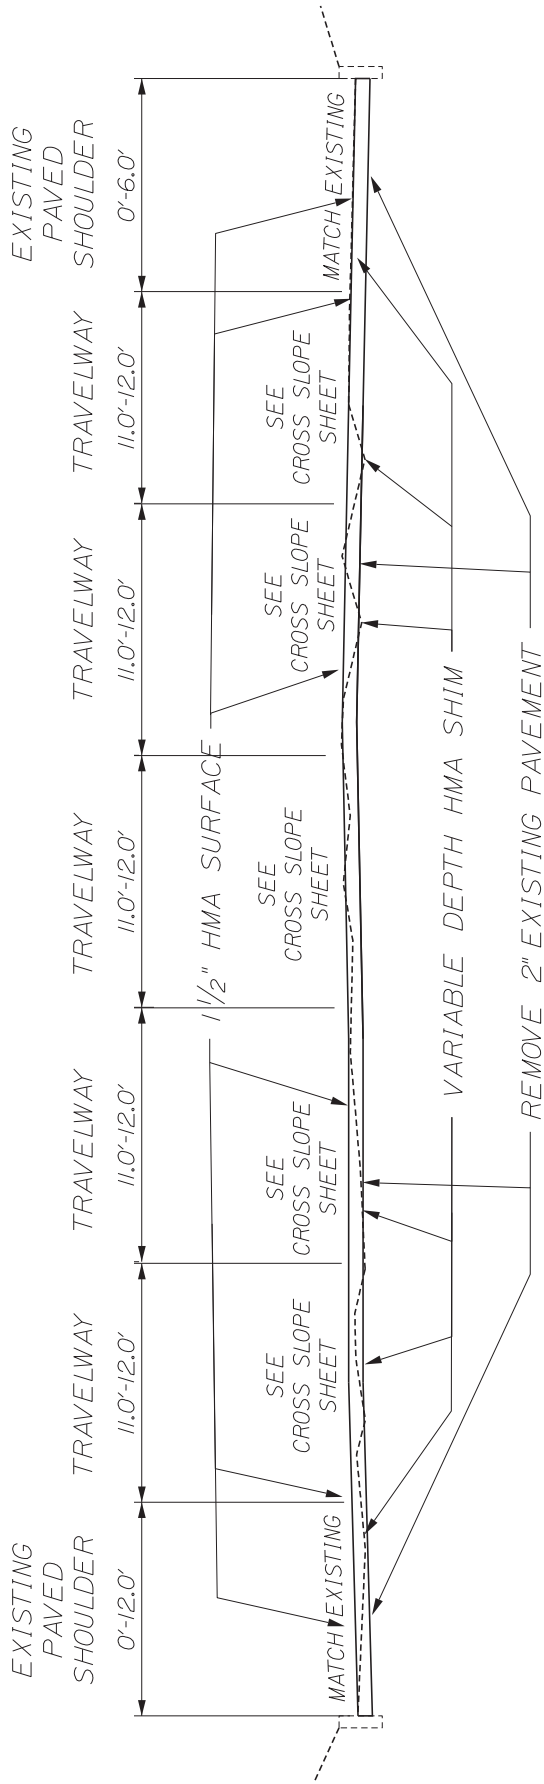 EXISTING
PAVED
SHOULDER
0'-12.0'
TRAVELWAY
11.0'-12.0'
TRAVELWAY
11.0'-12.0'
TRAVELWAY
11.0'-12.0'
TRAVELWAY
11.0'-12.0'
TRAVELWAY
11.0'-12.0'
EXISTING
PAVED
SHOULDER
0'-6.0'
1 1/2" HMA SURFACE
MATCH EXISTING
SEE
CROSS SLOPE
SHEET
SEE
CROSS SLOPE
SHEET
SEE
CROSS SLOPE
SHEET
SEE
CROSS SLOPE
SHEET
SEE
CROSS SLOPE
SHEET
MATCH EXISTING
VARIABLE DEPTH HMA SHIM
REMOVE 2" EXISTING PAVEMENT